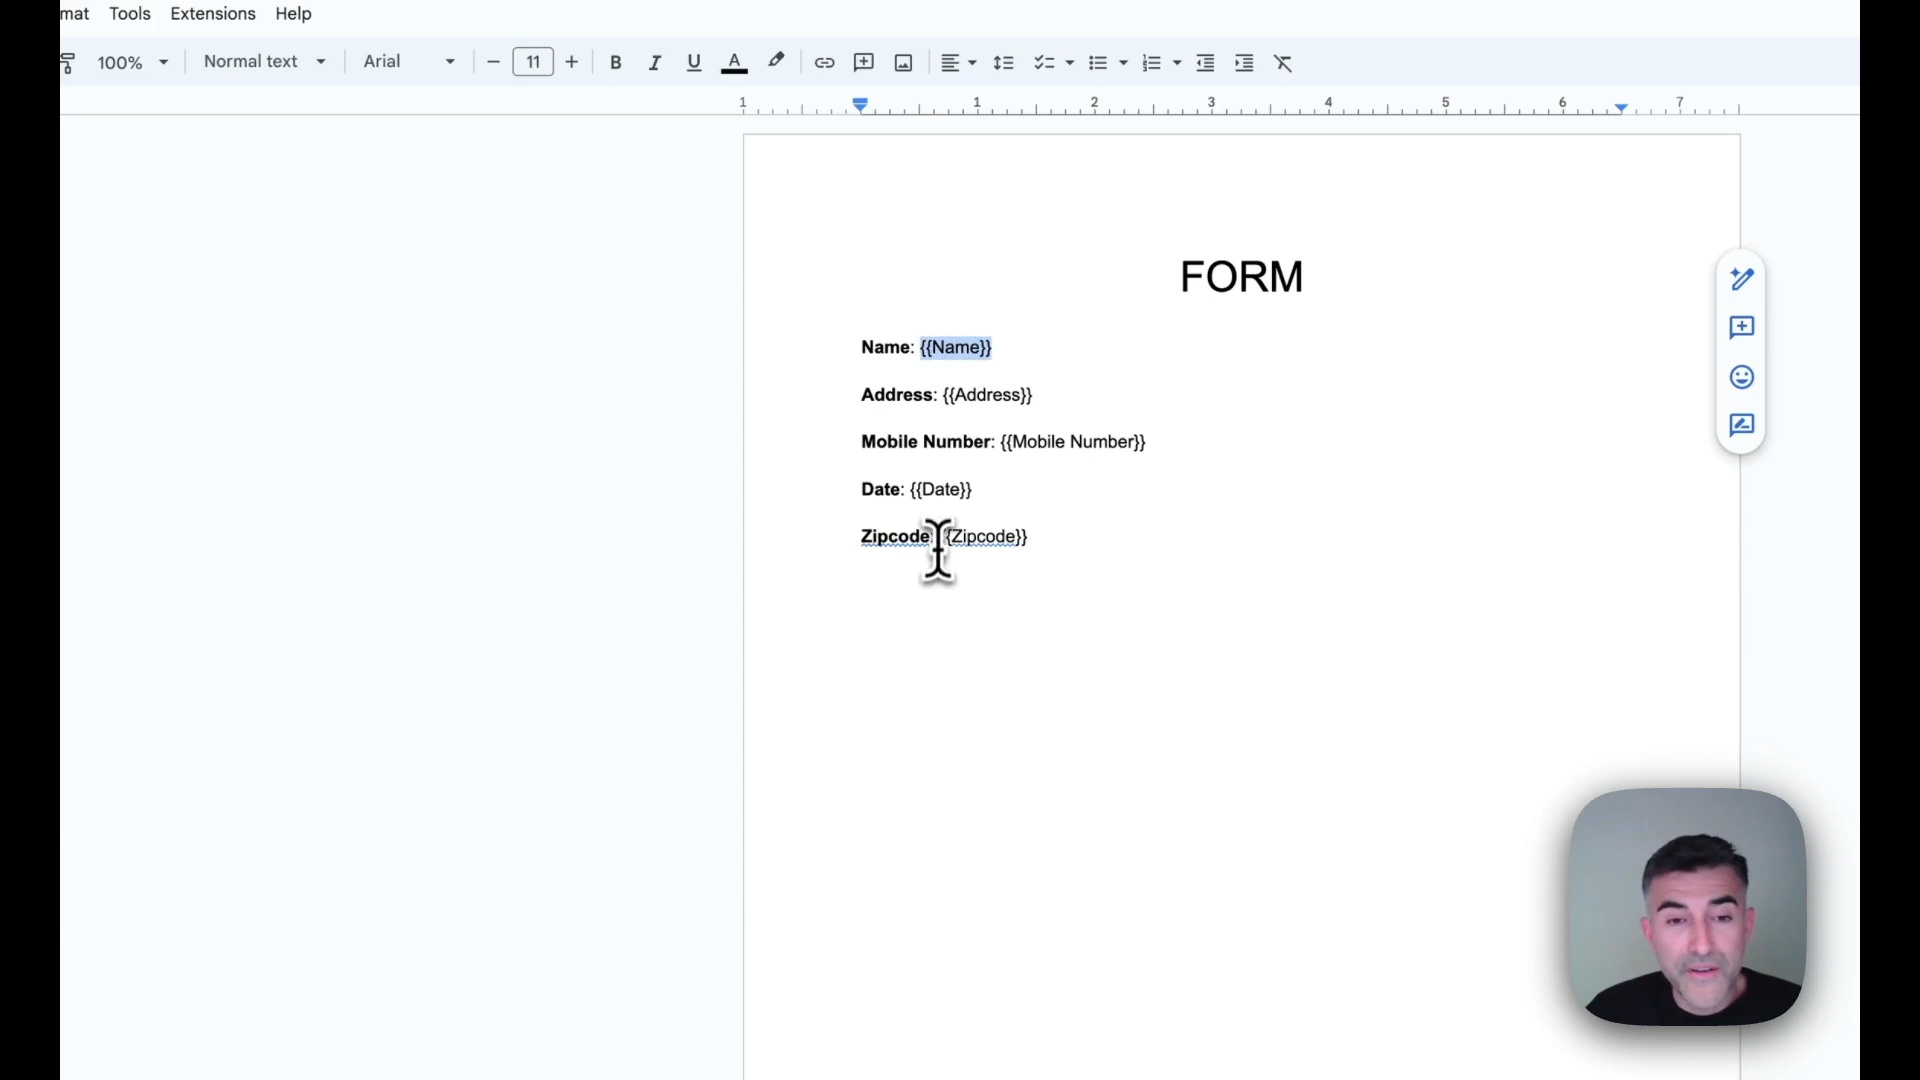 mat Tools Extensions Help
100% Normal text Arial 11 B I U A
1 1 2 3 4 5 6 7
FORM
Name: {{Name}}
Address: {{Address}}
Mobile Number: {{Mobile Number}}
Date: {{Date}}
Zipcode {Zipcode}}